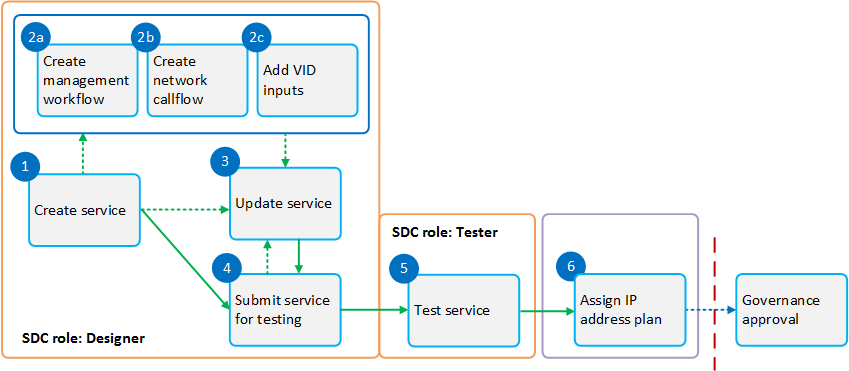 2a
Create
management
workflow
2b
Create
network
callflow
2c
Add VID
inputs
1
Create service
3
Update service
4
Submit service
for testing
SDC role: Designer
SDC role: Tester
5
Test service
6
Assign IP
address plan
Governance
approval